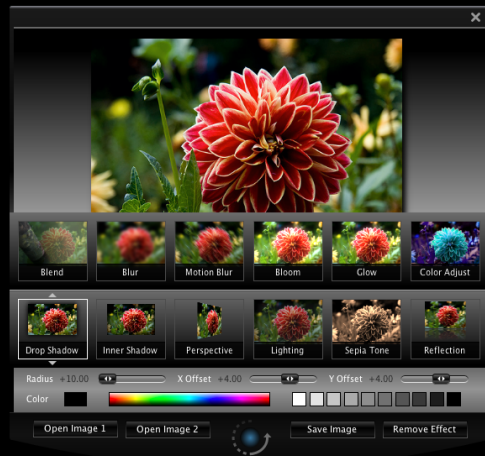 Blend Blur Motion Blur Bloom Glow Color Adjust
Drop Shadow Inner Shadow Perspective Lighting Sepia Tone Reflection
Radius +10.00 X Offset +4.00 Y Offset +4.00
Color
Open Image 1 Open Image 2 Save Image Remove Effect